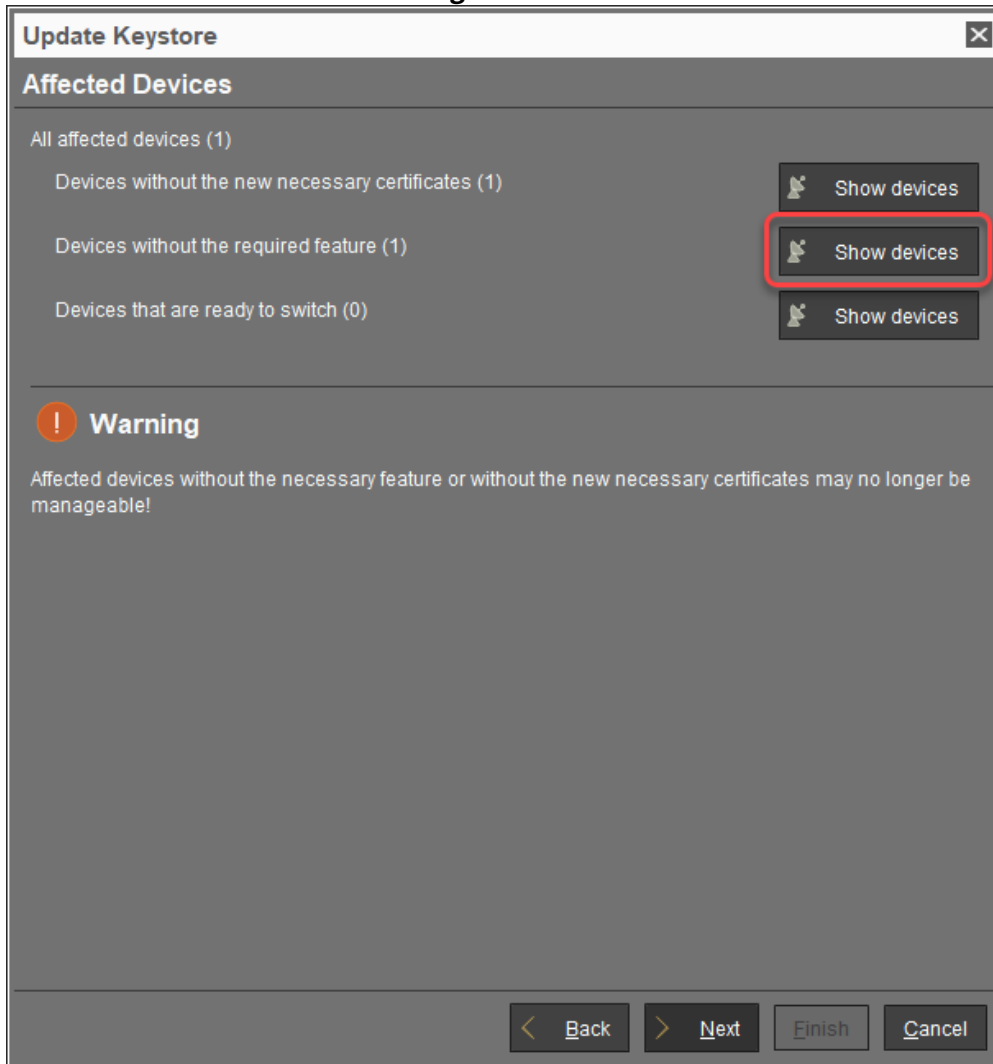 Update Keystore
Affected Devices
All affected devices (1)
Devices without the new necessary certificates (1)
Show devices
Devices without the required feature (1)
Show devices
Devices that are ready to switch (0)
Show devices
Warning
Affected devices without the necessary feature or without the new necessary certificates may no longer be
manageable!
Back
Next
Finish
Cancel